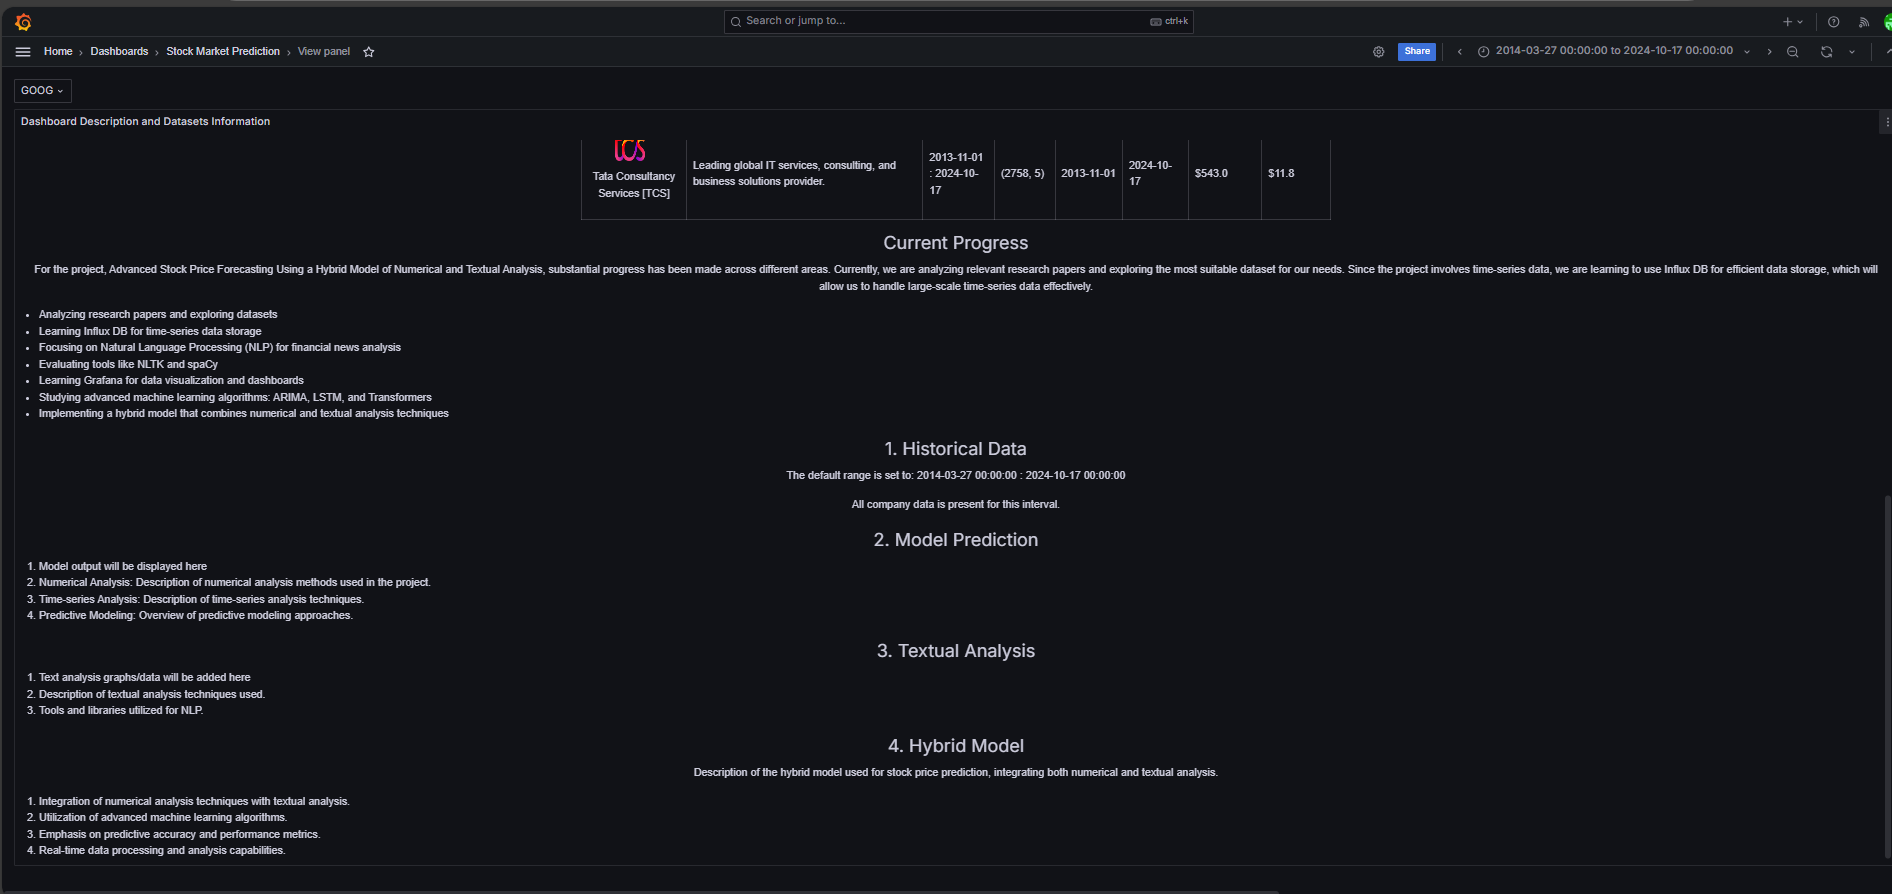 Search or jump to...
ctrl+k
Home › Dashboards › Stock Market Prediction › View panel
Share
2014-03-27 00:00:00 to 2024-10-17 00:00:00
GOOG
Dashboard Description and Datasets Information
TCS
Tata Consultancy
Services [TCS]
Leading global IT services, consulting, and
business solutions provider.
2013-11-01
: 2024-10-
17
(2758, 5)
2013-11-01
2024-10-
17
$543.0
$11.8
Current Progress
For the project, Advanced Stock Price Forecasting Using a Hybrid Model of Numerical and Textual Analysis, substantial progress has been made across different areas. Currently, we are analyzing relevant research papers and exploring the most suitable dataset for our needs. Since the project involves time-series data, we are learning to use Influx DB for efficient data storage, which will
allow us to handle large-scale time-series data effectively.
• Analyzing research papers and exploring datasets
• Learning Influx DB for time-series data storage
• Focusing on Natural Language Processing (NLP) for financial news analysis
• Evaluating tools like NLTK and spaCy
• Learning Grafana for data visualization and dashboards
• Studying advanced machine learning algorithms: ARIMA, LSTM, and Transformers
• Implementing a hybrid model that combines numerical and textual analysis techniques
1. Historical Data
The default range is set to: 2014-03-27 00:00:00 : 2024-10-17 00:00:00
All company data is present for this interval.
2. Model Prediction
1. Model output will be displayed here
2. Numerical Analysis: Description of numerical analysis methods used in the project.
3. Time-series Analysis: Description of time-series analysis techniques.
4. Predictive Modeling: Overview of predictive modeling approaches.
3. Textual Analysis
1. Text analysis graphs/data will be added here
2. Description of textual analysis techniques used.
3. Tools and libraries utilized for NLP.
4. Hybrid Model
Description of the hybrid model used for stock price prediction, integrating both numerical and textual analysis.
1. Integration of numerical analysis techniques with textual analysis.
2. Utilization of advanced machine learning algorithms.
3. Emphasis on predictive accuracy and performance metrics.
4. Real-time data processing and analysis capabilities.